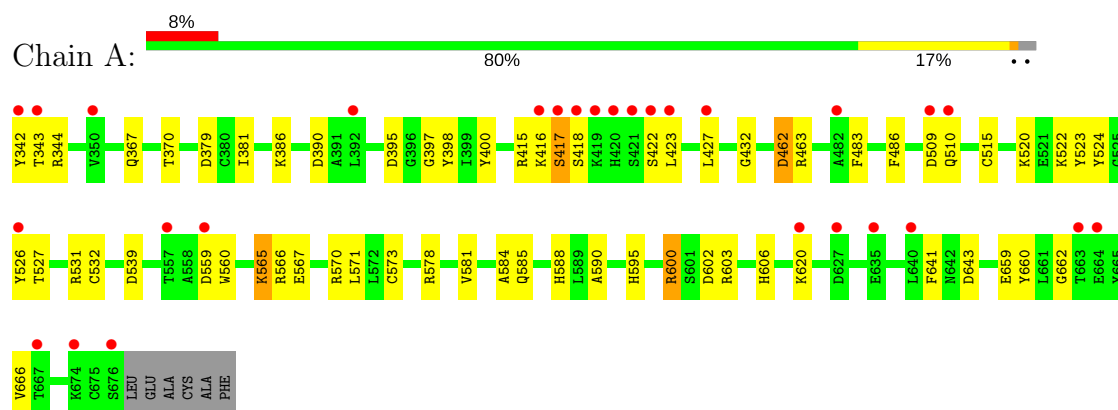 8%
Chain A:
80% 17% • •
Y342 T343 R344 V350 Q367 T370 D379 C380 I381 K386 D390 A391 L392 D395 G396 G397 Y398 I399 Y400 R415 K416 S417 S418 K419 H420 S421 S422 L423 L427 G432 D462 R463 A482 F483 F486 D509 Q510 C515 K520 E521 K522 Y523 Y524
Y526 T527 R531 C532 D539 T557 A558 D559 W560 K565 R566 E567 R570 L571 L572 C573 R578 V581 A584 Q585 H588 L589 A590 H595 R600 S601 D602 R603 H606 K620 D627 E635 L640 F641 N642 D643 E659 Y660 L661 G662 T663 E664
V666 T667 K674 C675 S676 LEU GLU ALA CYS ALA PHE